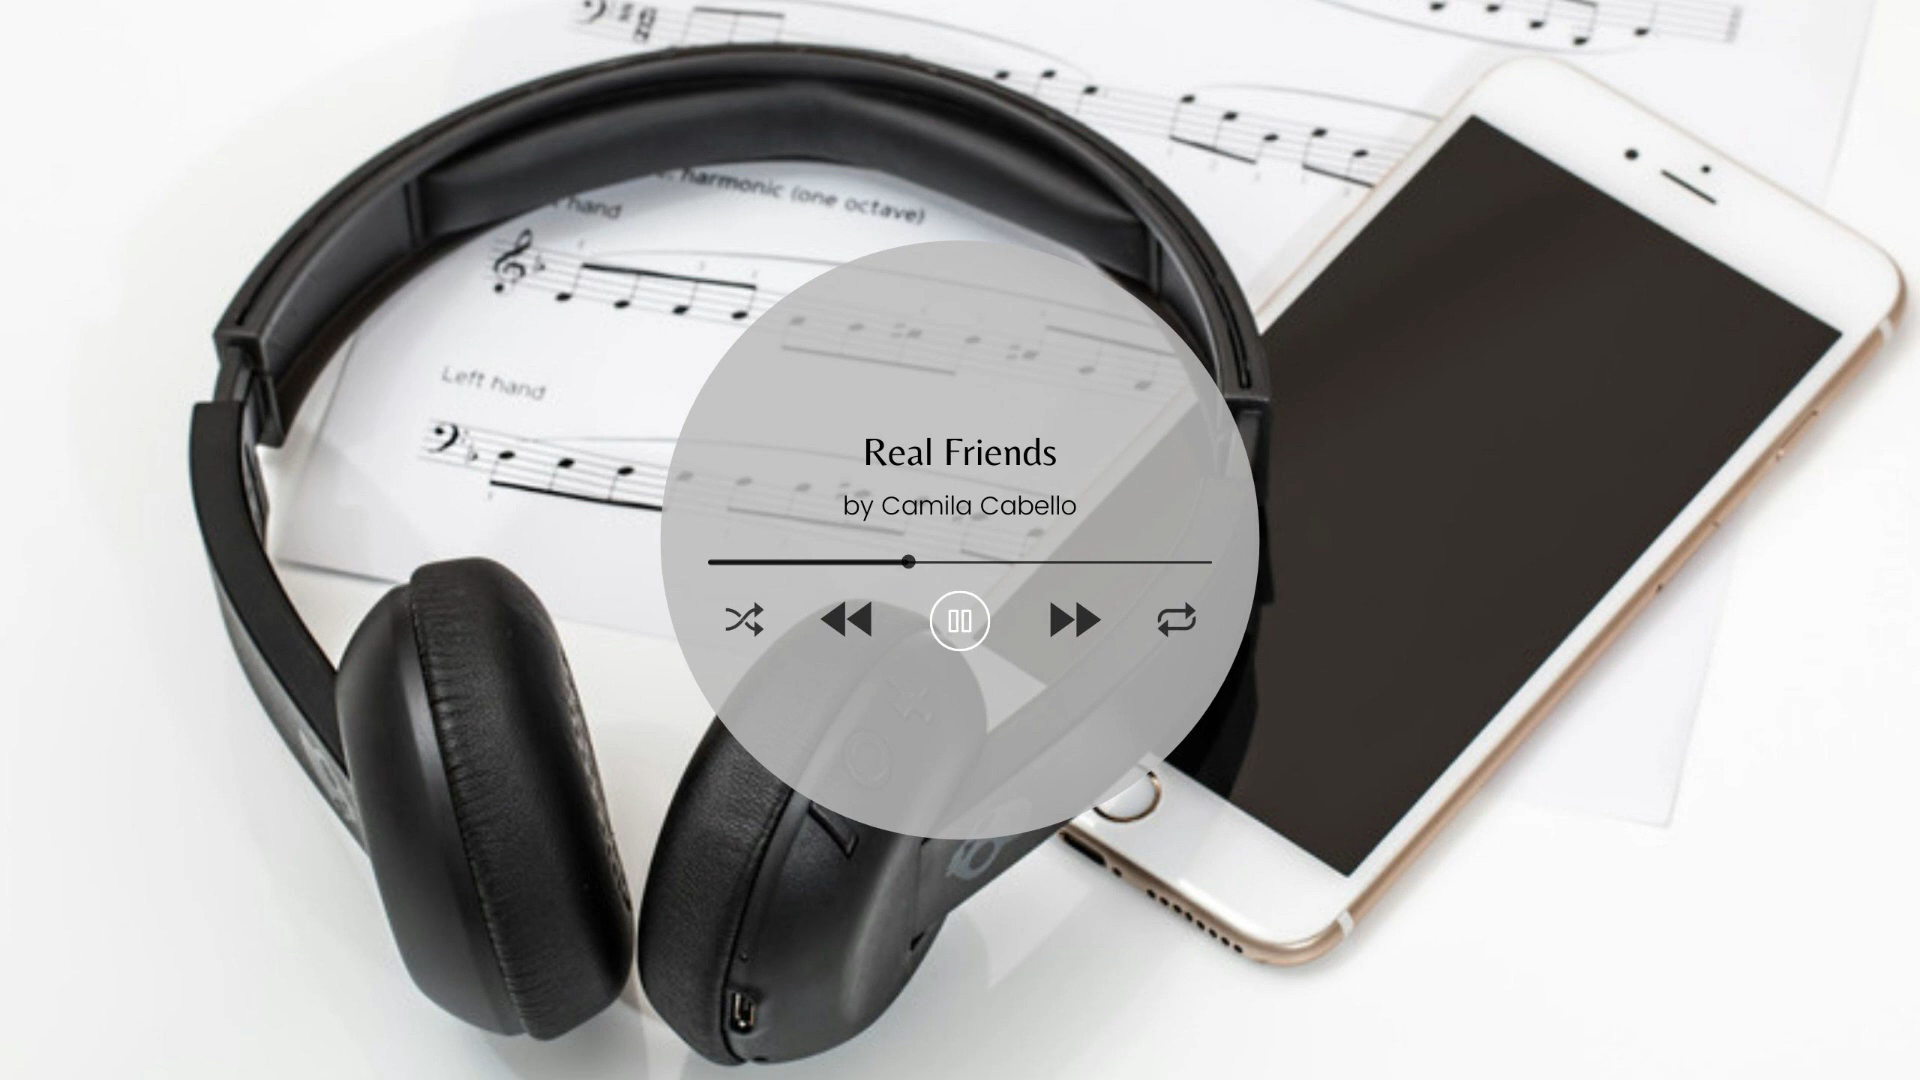 harmonic (one octave)
hand
Left hand
Real Friends
by Camila Cabello